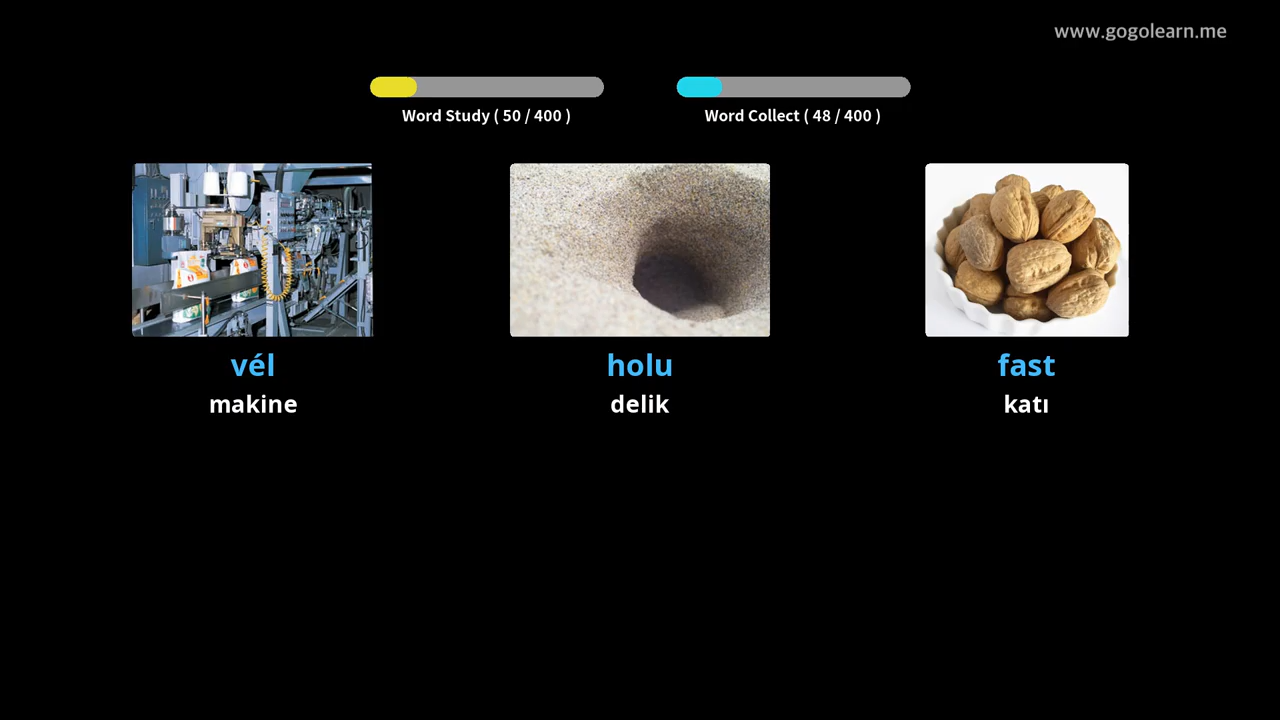 www.gogolearn.me
Word Study ( 50 / 400 )
Word Collect ( 48 / 400 )
vél
makine
holu
delik
fast
katı